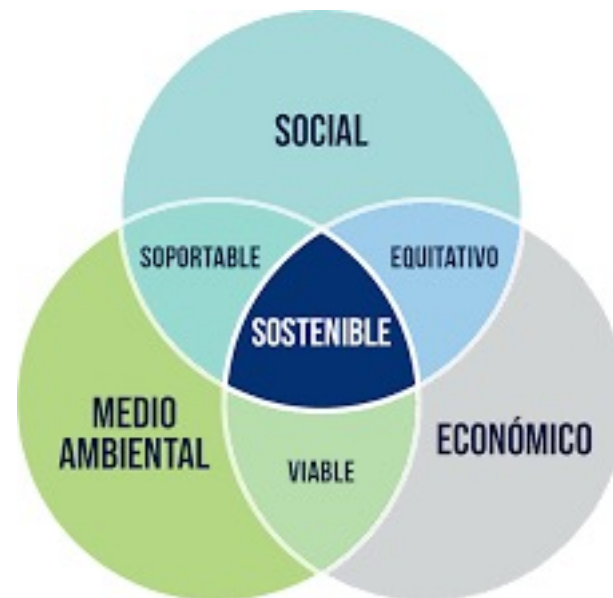 SOCIAL
SOPORTABLE
EQUITATIVO
SOSTENIBLE
MEDIO
AMBIENTAL
ECONÓMICO
VIABLE